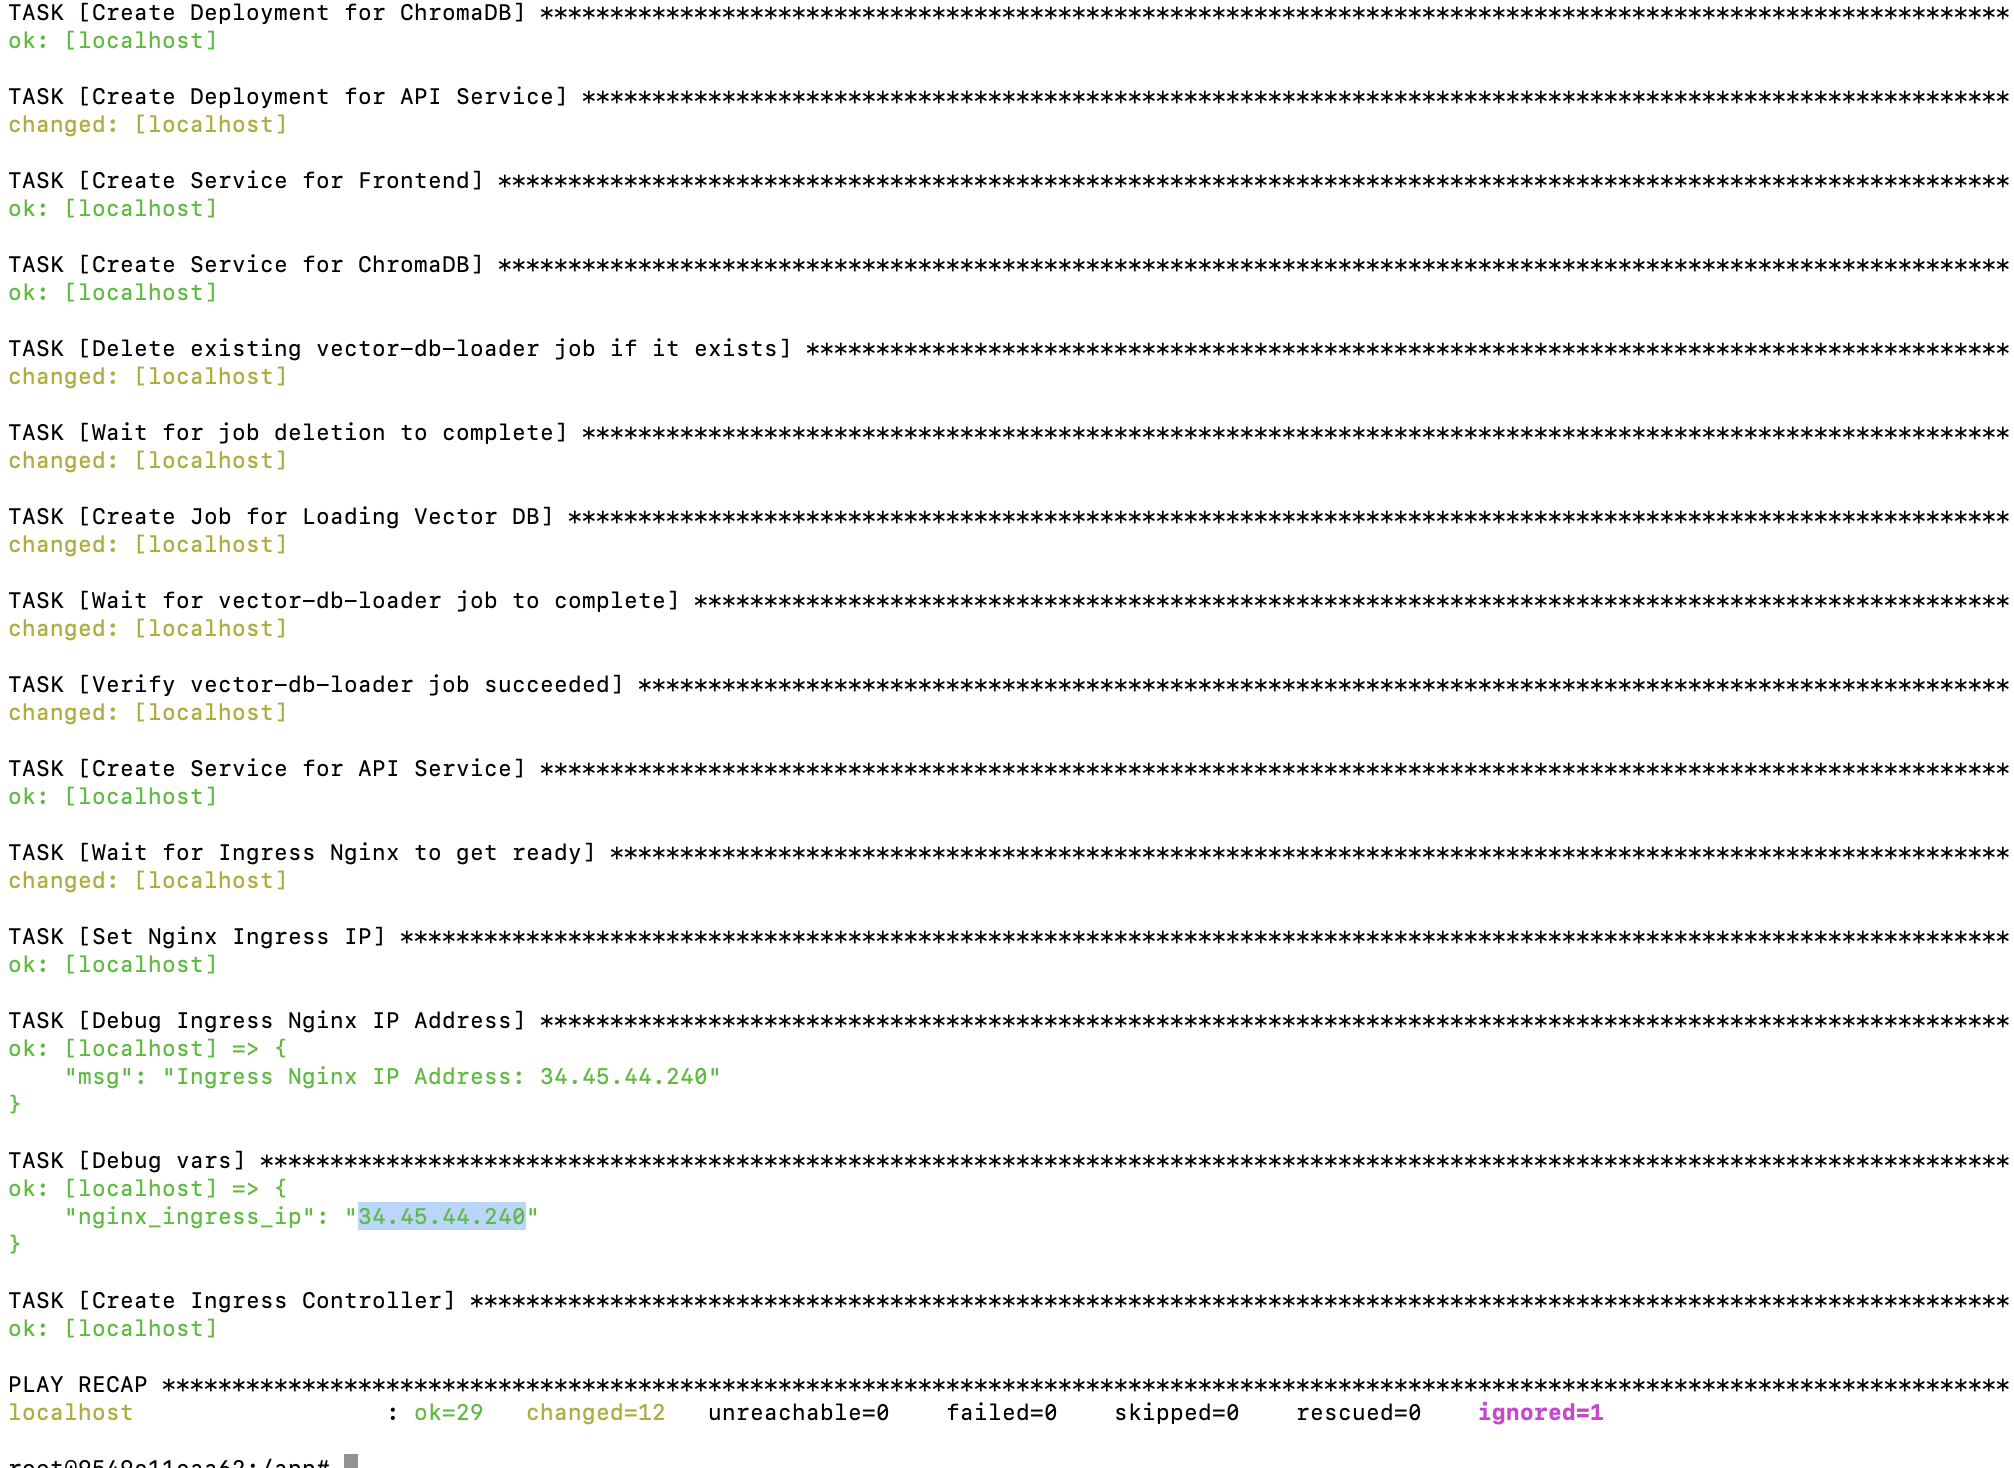 TASK [Create Deployment for ChromaDB] *********************************************************************************************************
ok: [localhost]
TASK [Create Deployment for API Service] ******************************************************************************************************
changed: [localhost]
TASK [Create Service for Frontend] ************************************************************************************************************
ok: [localhost]
TASK [Create Service for ChromaDB] ************************************************************************************************************
ok: [localhost]
TASK [Delete existing vector-db-loader job if it exists] **************************************************************************************
changed: [localhost]
TASK [Wait for job deletion to complete] ******************************************************************************************************
changed: [localhost]
TASK [Create Job for Loading Vector DB] *******************************************************************************************************
changed: [localhost]
TASK [Wait for vector-db-loader job to complete] **********************************************************************************************
changed: [localhost]
TASK [Verify vector-db-loader job succeeded] **************************************************************************************************
changed: [localhost]
TASK [Create Service for API Service] *********************************************************************************************************
ok: [localhost]
TASK [Wait for Ingress Nginx to get ready] ****************************************************************************************************
changed: [localhost]
TASK [Set Nginx Ingress IP] *******************************************************************************************************************
ok: [localhost]
TASK [Debug Ingress Nginx IP Address] *********************************************************************************************************
ok: [localhost] => {
    "msg": "Ingress Nginx IP Address: 34.45.44.240"
}
TASK [Debug vars] *****************************************************************************************************************************
ok: [localhost] => {
    "nginx_ingress_ip": "34.45.44.240"
}
TASK [Create Ingress Controller] **************************************************************************************************************
ok: [localhost]
PLAY RECAP ************************************************************************************************************************************
localhost                  : ok=29   changed=12   unreachable=0    failed=0    skipped=0    rescued=0    ignored=1